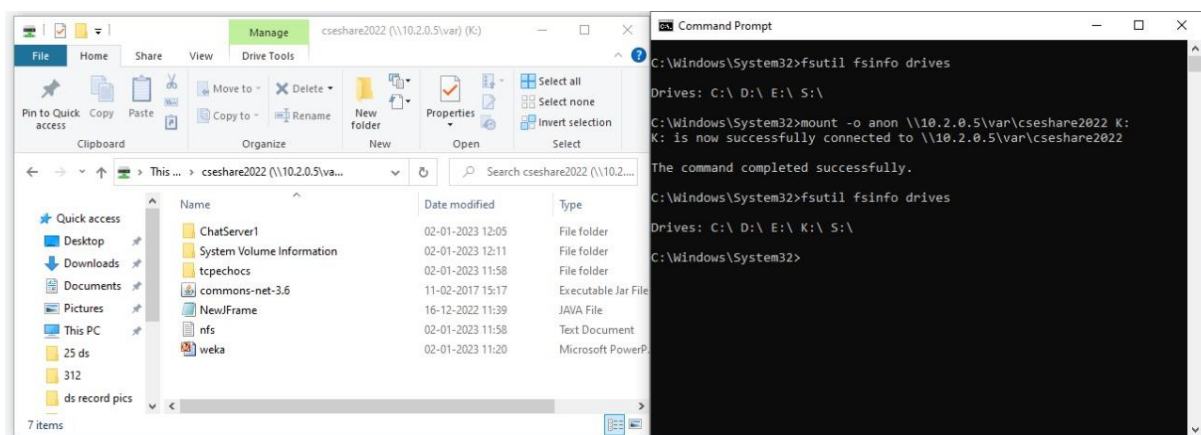 Manage
cseshare2022 (\\10.2.0.5\var) (K:)
File Home Share View Drive Tools
Pin to Quick access
Copy
Paste
Move to
Copy to
Delete
Rename
New folder
Properties
Select all
Select none
Invert selection
Clipboard Organize New Open Select
This ... > cseshare2022 (\\10.2.0.5\va...
Search cseshare2022 (\\10.2....
Quick access
Desktop
Downloads
Documents
Pictures
This PC
25 ds
312
ds record pics
Name Date modified Type
ChatServer1 02-01-2023 12:05 File folder
System Volume Information 02-01-2023 12:11 File folder
tcpechocs 02-01-2023 11:58 File folder
commons-net-3.6 11-02-2017 15:17 Executable Jar File
NewJFrame 16-12-2022 11:39 JAVA File
nfs 02-01-2023 11:58 Text Document
weka 02-01-2023 11:20 Microsoft PowerP.
7 items
Command Prompt
C:\Windows\System32>fsutil fsinfo drives
Drives: C:\ D:\ E:\ S:\
C:\Windows\System32>mount -o anon \\10.2.0.5\var\cseshare2022 K:
K: is now successfully connected to \\10.2.0.5\var\cseshare2022
The command completed successfully.
C:\Windows\System32>fsutil fsinfo drives
Drives: C:\ D:\ E:\ K:\ S:\
C:\Windows\System32>